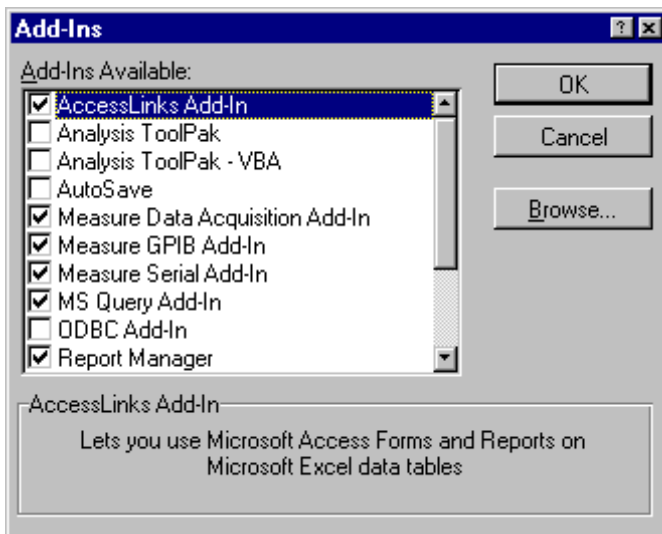 Add-Ins
Add-Ins Available:
AccessLinks Add-In
Analysis ToolPak
Analysis ToolPak - VBA
AutoSave
Measure Data Acquisition Add-In
Measure GPIB Add-In
Measure Serial Add-In
MS Query Add-In
ODBC Add-In
Report Manager
OK
Cancel
Browse...
AccessLinks Add-In
Lets you use Microsoft Access Forms and Reports on
Microsoft Excel data tables